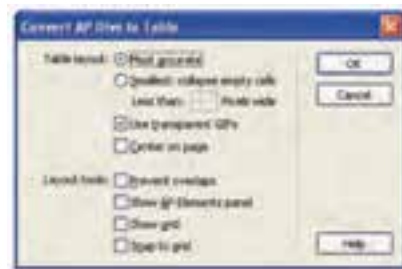 Convert AP Divs to Table
Table layout: Most accurate
OK
Smallest: collapse empty cells
Less than: Pixels wide
Cancel
Use transparent GIFs
Center on page
Layout tools: Prevent overlaps
Show AP Elements panel
Show grid
Snap to grid
Help